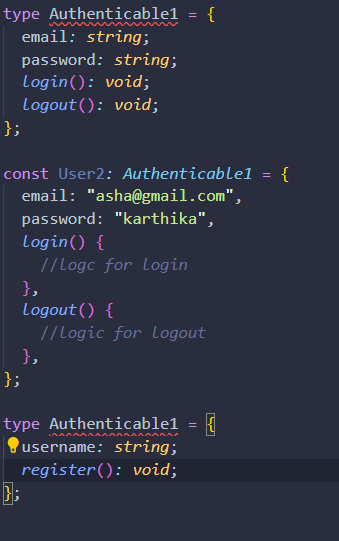 type Authenticable1 = {
email: string;
password: string;
login(): void;
logout(): void;
};
const User2: Authenticable1 = {
email: "asha@gmail.com",
password: "karthika",
login() {
//logc for login
},
logout() {
//logic for logout
},
};
type Authenticable1 = {
username: string;
register(): void;
};